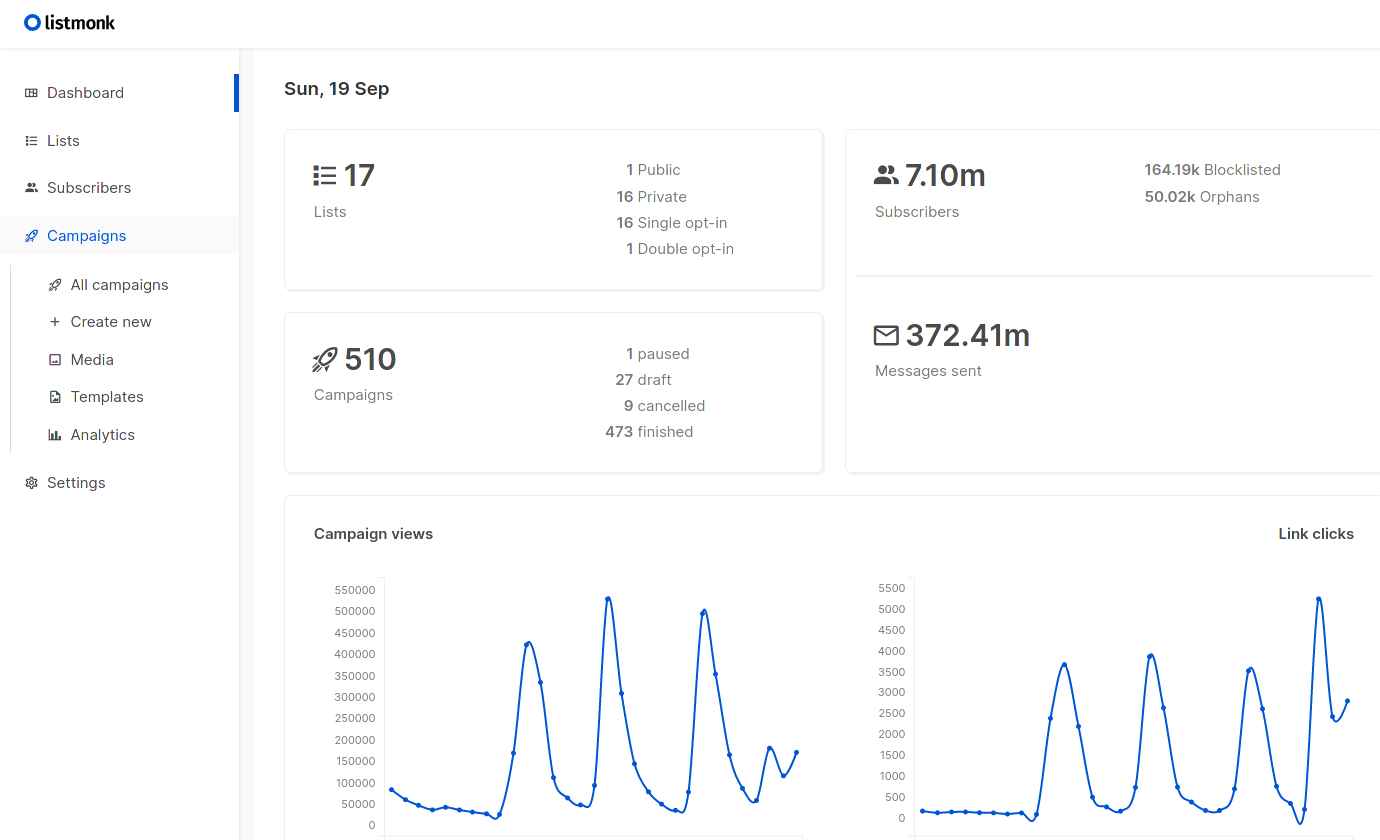 listmonk
Dashboard
Lists
Subscribers
Campaigns
All campaigns
Create new
Media
Templates
Analytics
Settings
Sun, 19 Sep
17
Lists
1 Public
16 Private
16 Single opt-in
1 Double opt-in
7.10m
Subscribers
164.19k Blocklisted
50.02k Orphans
510
Campaigns
1 paused
27 draft
9 cancelled
473 finished
372.41m
Messages sent
Campaign views
550000
500000
450000
400000
350000
300000
250000
200000
150000
100000
50000
0
Link clicks
5500
5000
4500
4000
3500
3000
2500
2000
1500
1000
500
0